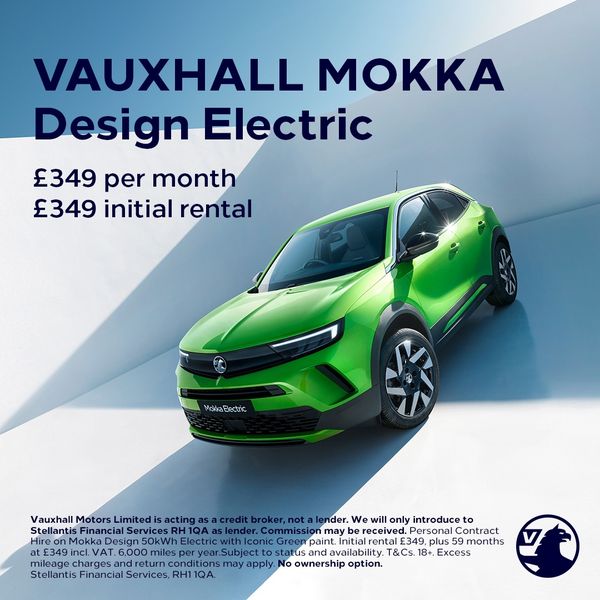 VAUXHALL MOKKA
Design Electric
£349 per month
£349 initial rental
Mokka Electric
Vauxhall Motors Limited is acting as a credit broker, not a lender. We will only introduce to
Stellantis Financial Services RH 1QA as lender. Commission may be received. Personal Contract
Hire on Mokka Design 50kWh Electric with Iconic Green paint. Initial rental £349, plus 59 months
at £349 incl. VAT. 6,000 miles per year.Subject to status and availability. T&Cs. 18+. Excess
mileage charges and return conditions may apply. No ownership option.
Stellantis Financial Services, RH1 1QA.
V